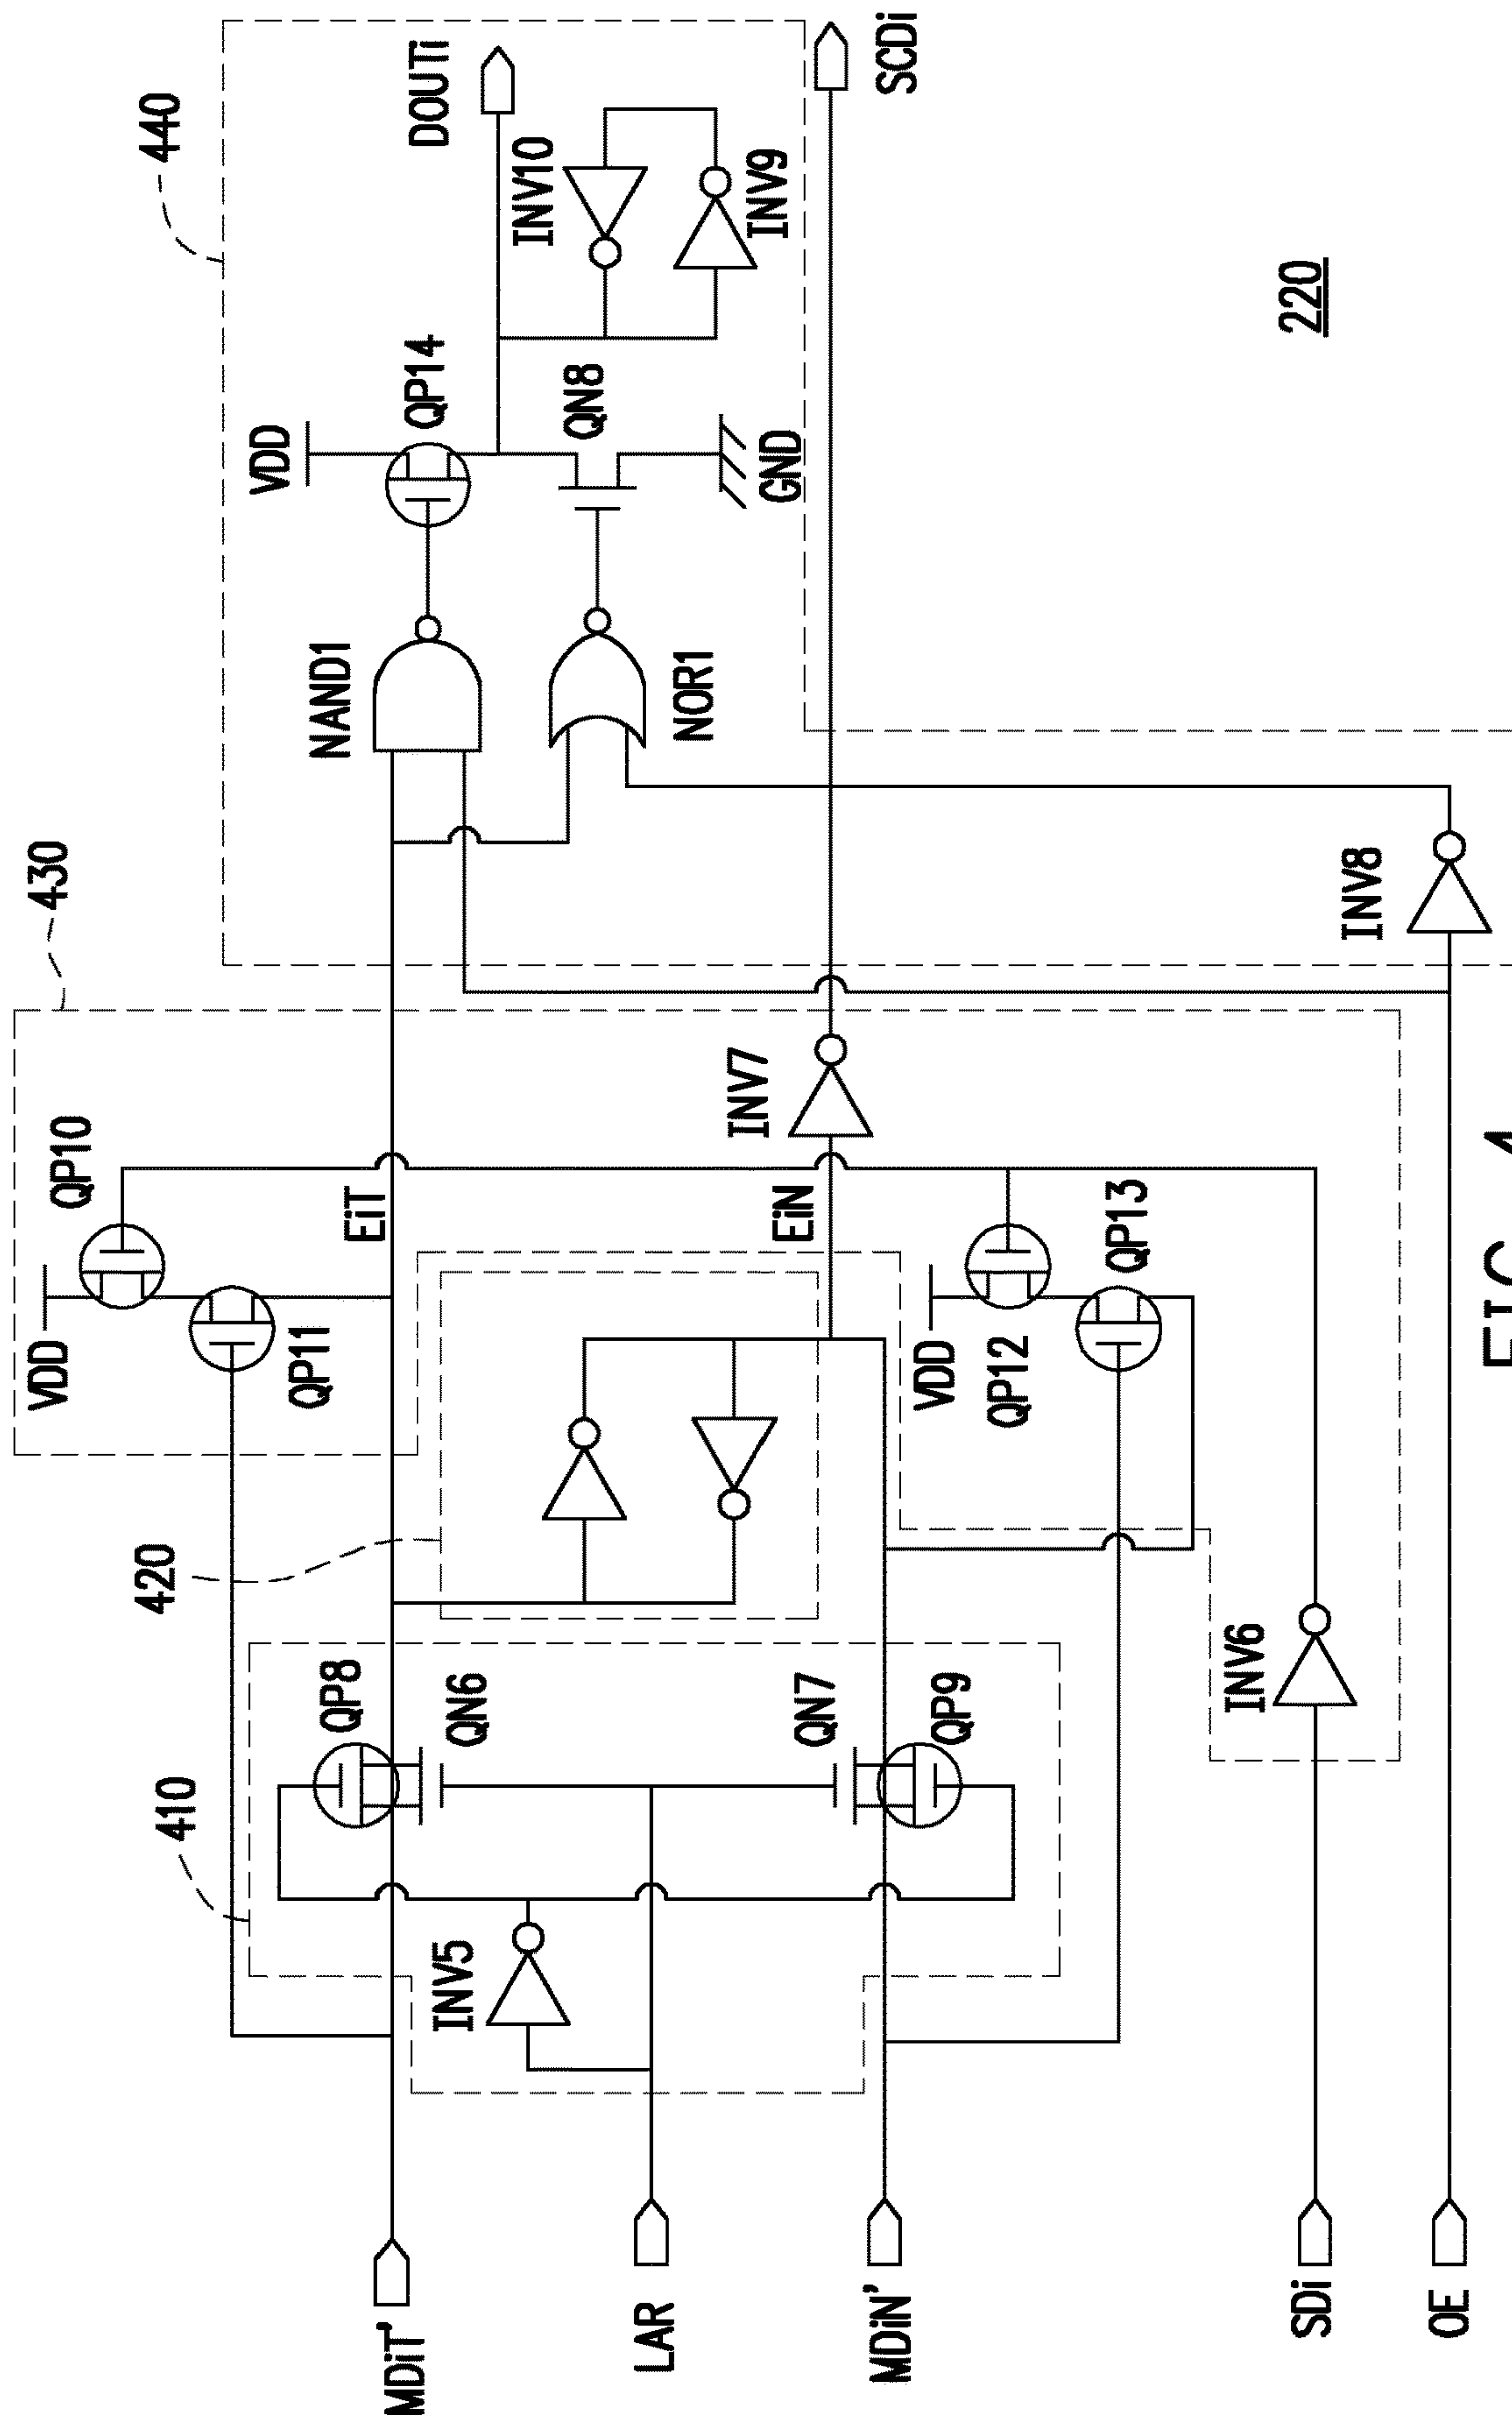 440
DOUTi
INV10
INV9
SCDi
VDD
QP14
QN8
GND
NAND1
NOR1
220
430
INV8
QP10
VDD
QP11
EiT
INV7
EiN
VDD
QP12
QP13
420
410
QP8
QN6
QN7
QP9
INV6
INV5
MDiT'
LAR
MDiN'
SDi
OE